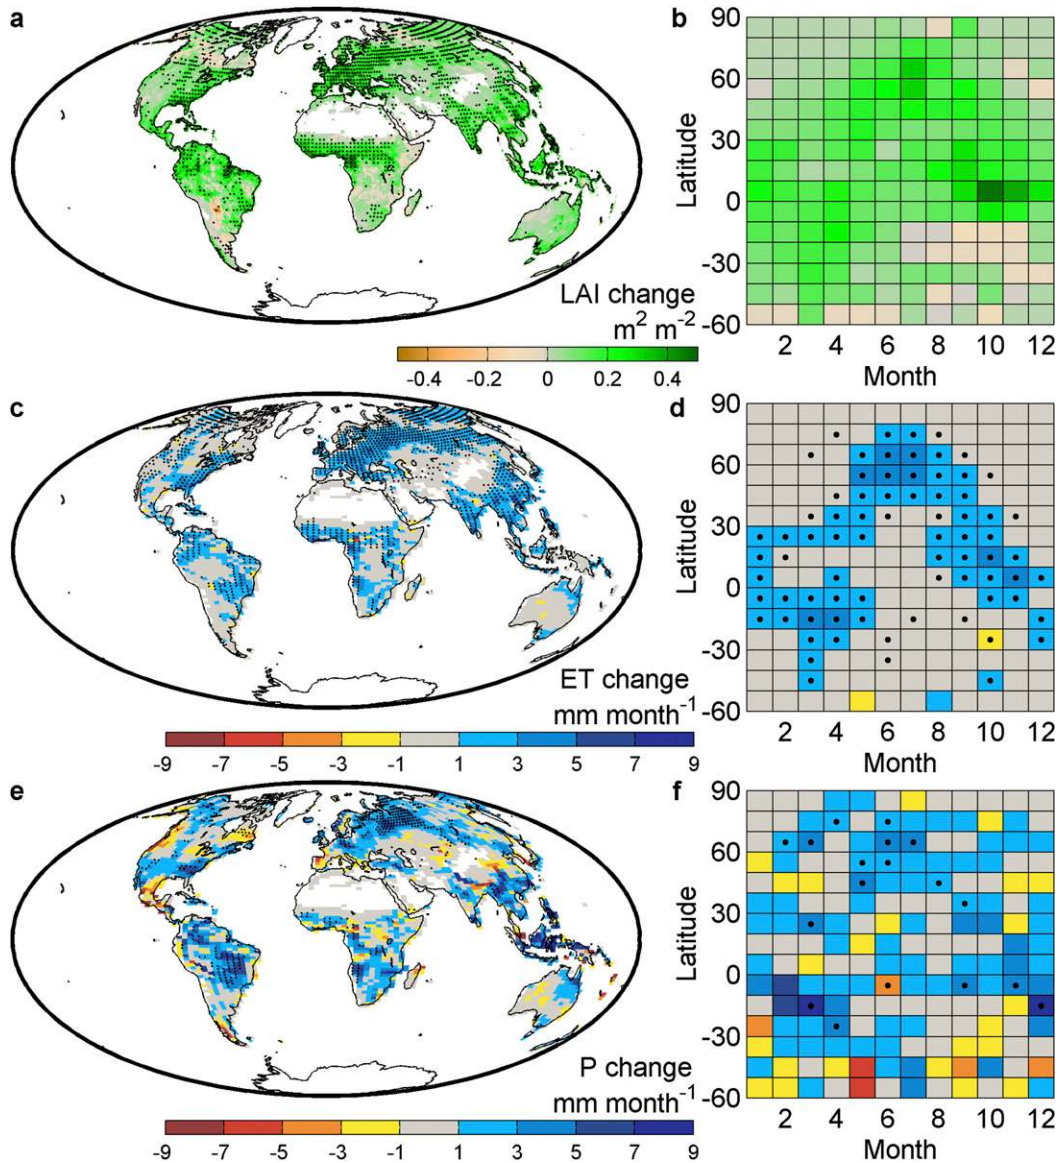 a
LAI change
m² m⁻²
-0.4 -0.2 0 0.2 0.4
b
Latitude
90
60
30
0
-30
-60
2 4 6 8 10 12
Month
c
ET change
mm month⁻¹
-9 -7 -5 -3 -1 1 3 5 7 9
d
Latitude
90
60
30
0
-30
-60
2 4 6 8 10 12
Month
e
P change
mm month⁻¹
-9 -7 -5 -3 -1 1 3 5 7 9
f
Latitude
90
60
30
0
-30
-60
2 4 6 8 10 12
Month